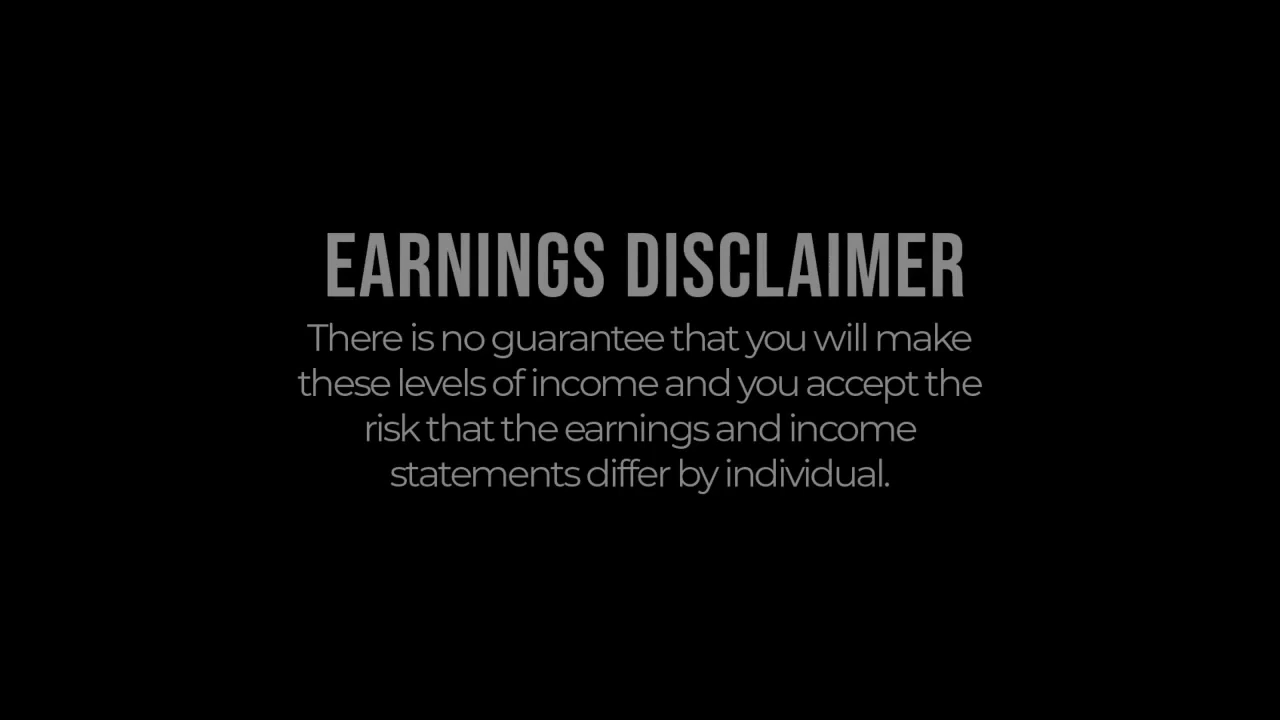 EARNINGS DISCLAIMER
There is no guarantee that you will make
these levels of income and you accept the
risk that the earnings and income
statements differ by individual.